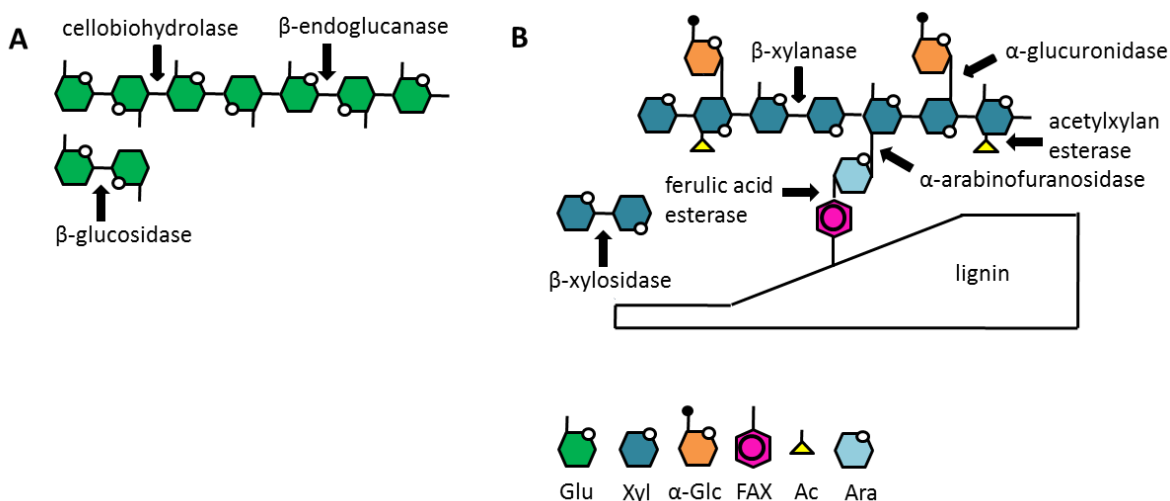 A
cellobiohydrolase
β-endoglucanase
β-glucosidase
B
β-xylanase
α-glucuronidase
acetylxylan
esterase
α-arabinofuranosidase
ferulic acid
esterase
β-xylosidase
lignin
Glu
Xyl
α-Glc
FAX
Ac
Ara